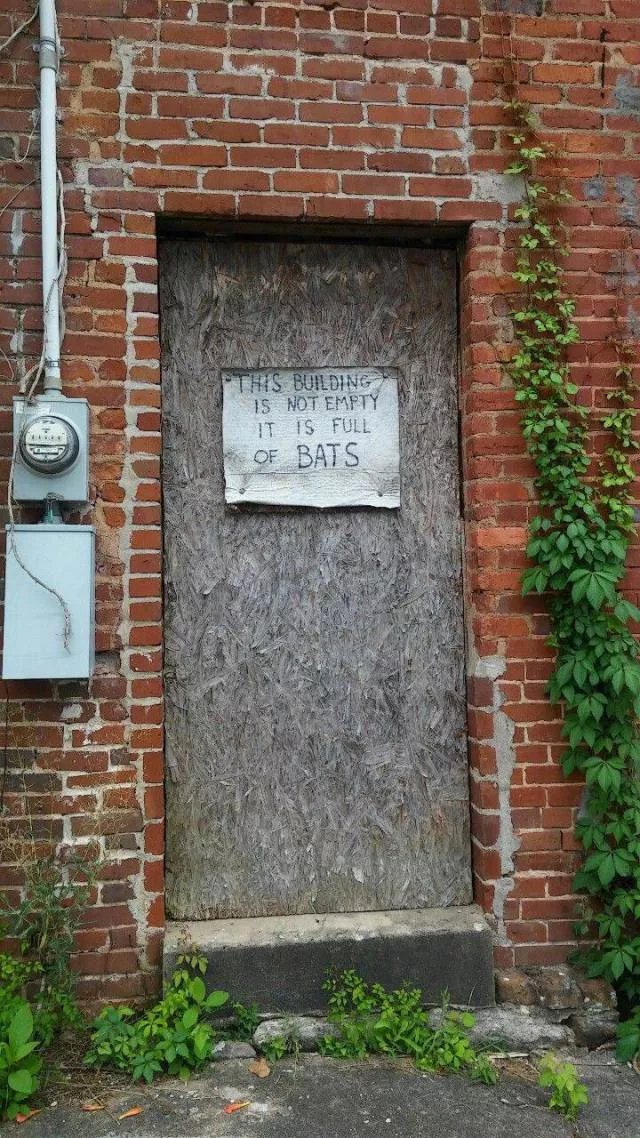 THIS BUILDING
IS NOT EMPTY
IT IS FULL
OF BATS